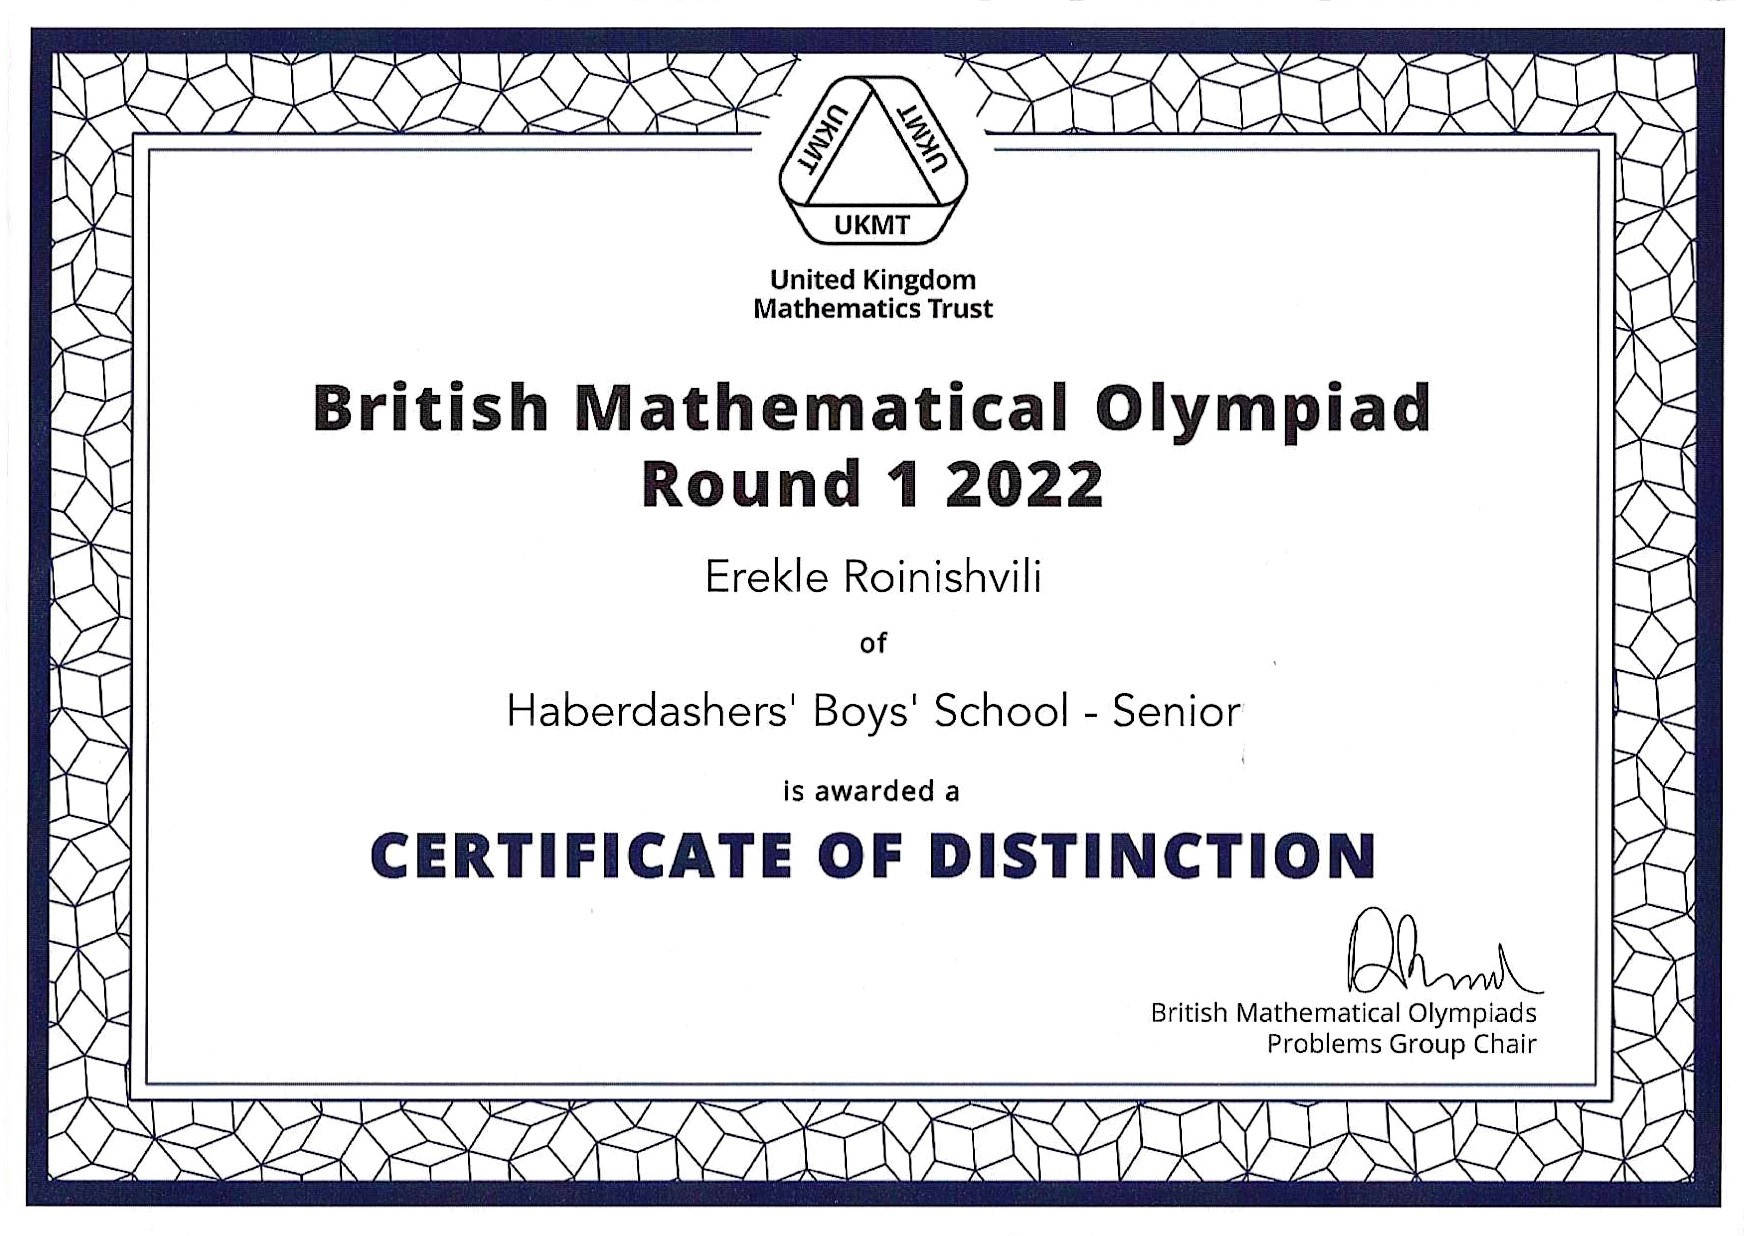 UKMT
UKMT
UKMT
United Kingdom
Mathematics Trust
British Mathematical Olympiad
Round 1 2022
Erekle Roinishvili
of
Haberdashers' Boys' School - Senior
is awarded a
CERTIFICATE OF DISTINCTION
British Mathematical Olympiads
Problems Group Chair